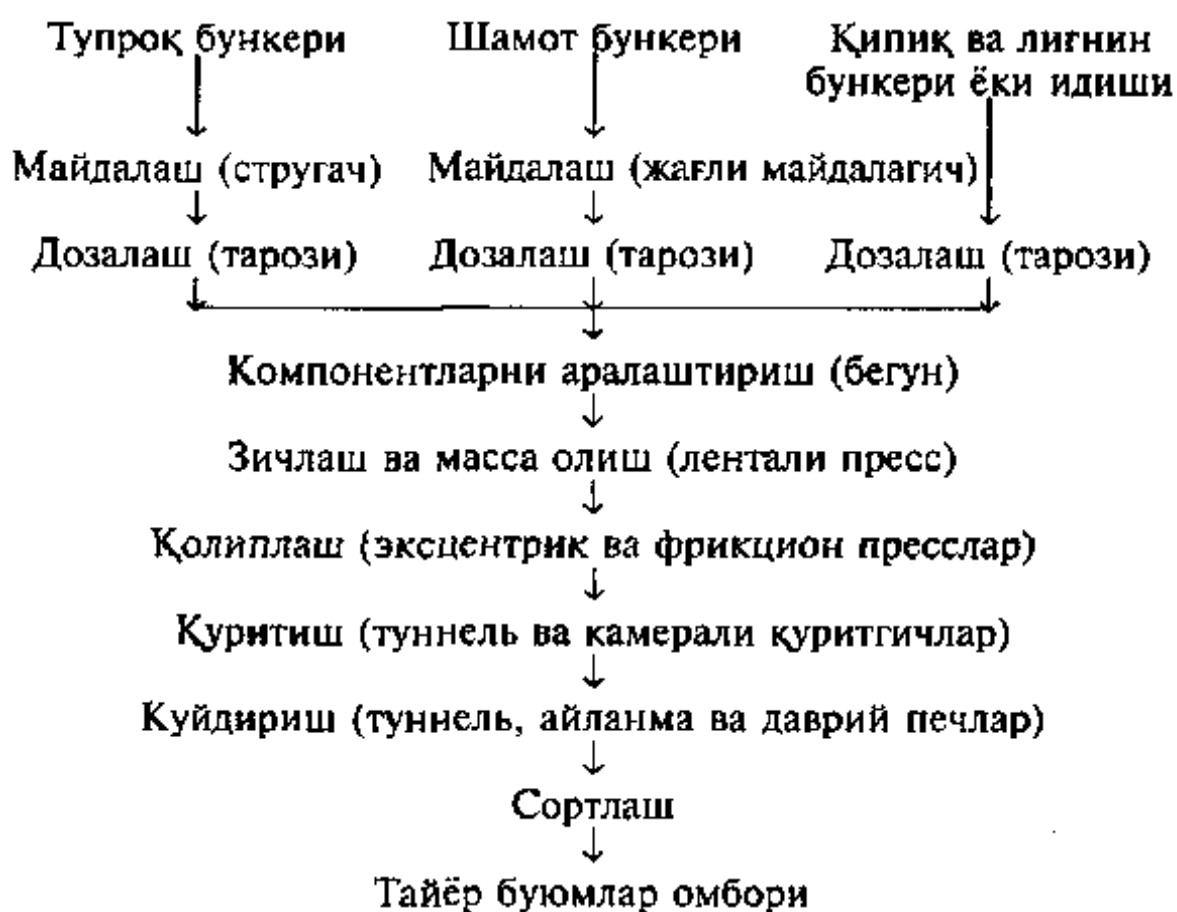 Тупроқ бункери
Шамот бункери
Қипиқ ва лигнин
бункери ёки идиши
Майдалаш (стругач)
Майдалаш (жағли майдалагич)
Дозалаш (тарози)
Дозалаш (тарози)
Дозалаш (тарози)
Компонентларни аралаштириш (бегун)
Зичлаш ва масса олиш (лентали пресс)
Қолиплаш (эксцентрик ва фрикцион пресслар)
Қуритиш (туннель ва камерали қуритгичлар)
Куйдириш (туннель, айланма ва даврий печлар)
Сортлаш
Тайёр буюмлар омбори